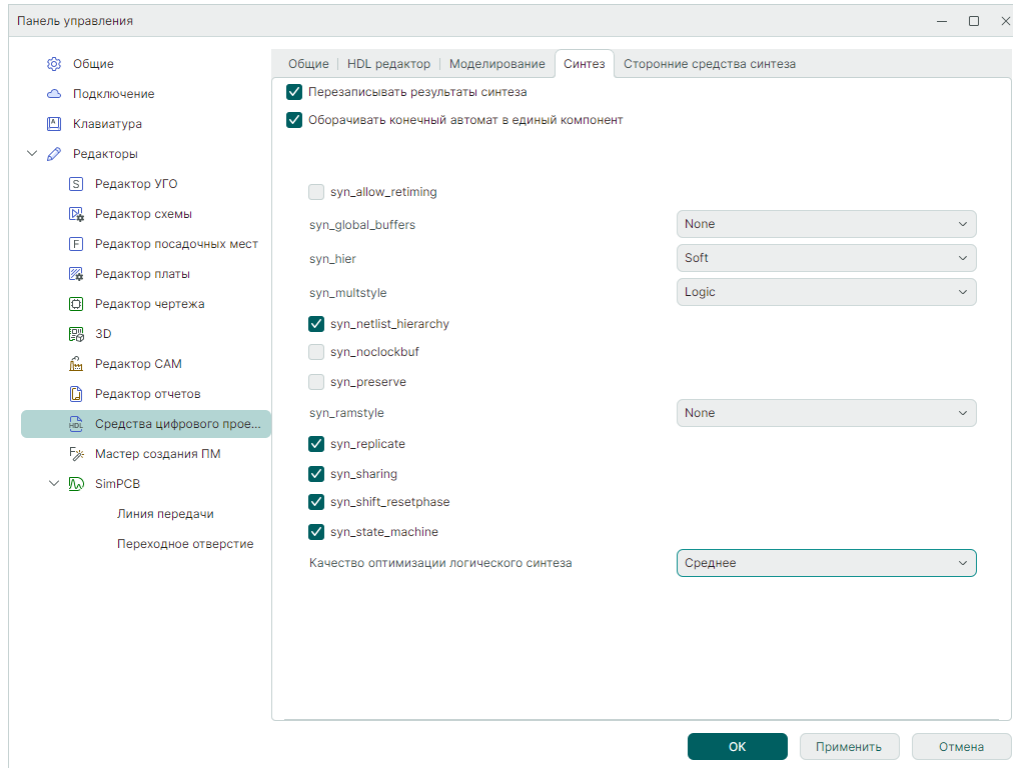 Панель управления
Общие
Подключение
Клавиатура
Редакторы
Редактор УГО
Редактор схемы
Редактор посадочных мест
Редактор платы
Редактор чертежа
3D
Редактор CAM
Редактор отчетов
Средства цифрового прое...
Мастер создания ПМ
SimPCB
Линия передачи
Переходное отверстие
Общие HDL редактор Моделирование Синтез Сторонние средства синтеза
Перезаписывать результаты синтеза
Оборачивать конечный автомат в единый компонент
syn_allow_retiming
syn_global_buffers None
syn_hier Soft
syn_multstyle Logic
syn_netlist_hierarchy
syn_noclockbuf
syn_preserve
syn_ramstyle None
syn_replicate
syn_sharing
syn_shift_resetphase
syn_state_machine
Качество оптимизации логического синтеза Среднее
ОК Применить Отмена